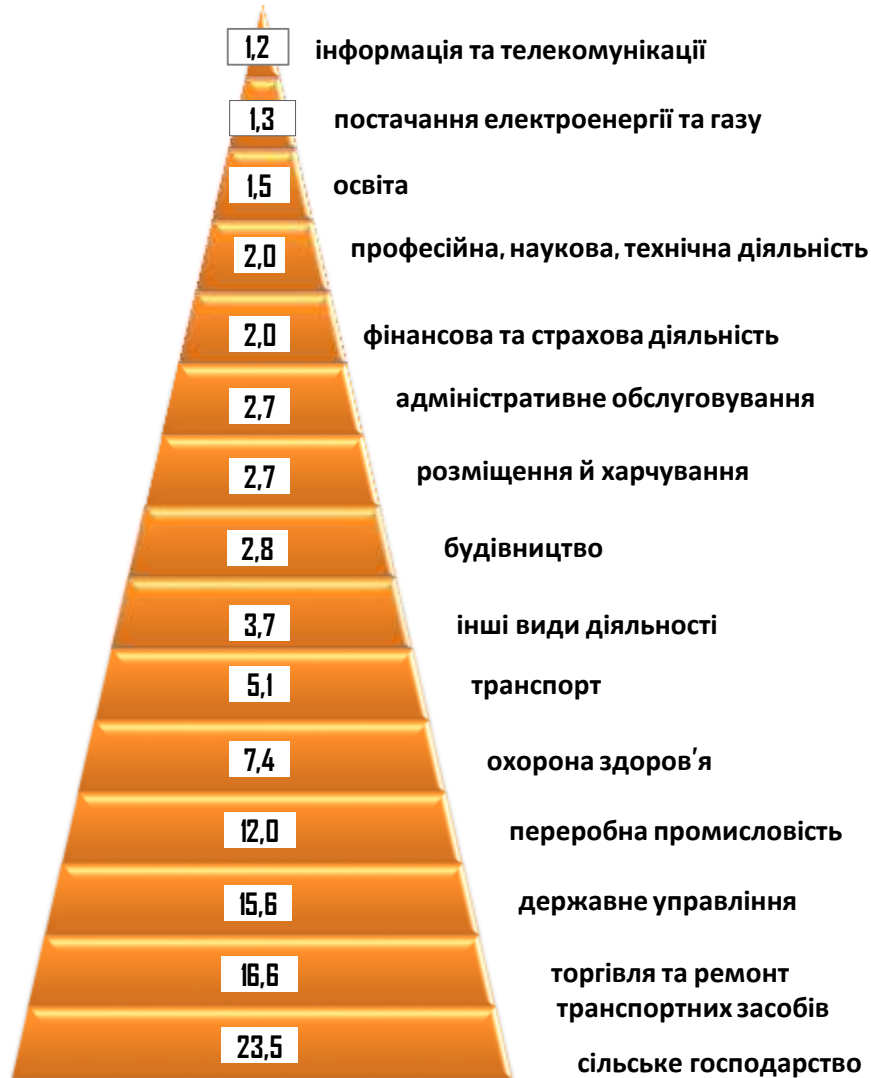 1,2 інформація та телекомунікації
1,3 постачання електроенергії та газу
1,5 освіта
2,0 професійна, наукова, технічна діяльність
2,0 фінансова та страхова діяльність
2,7 адміністративне обслуговування
2,7 розміщення й харчування
2,8 будівництво
3,7 інші види діяльності
5,1 транспорт
7,4 охорона здоров'я
12,0 переробна промисловість
15,6 державне управління
16,6 торгівля та ремонт
транспортних засобів
23,5 сільське господарство